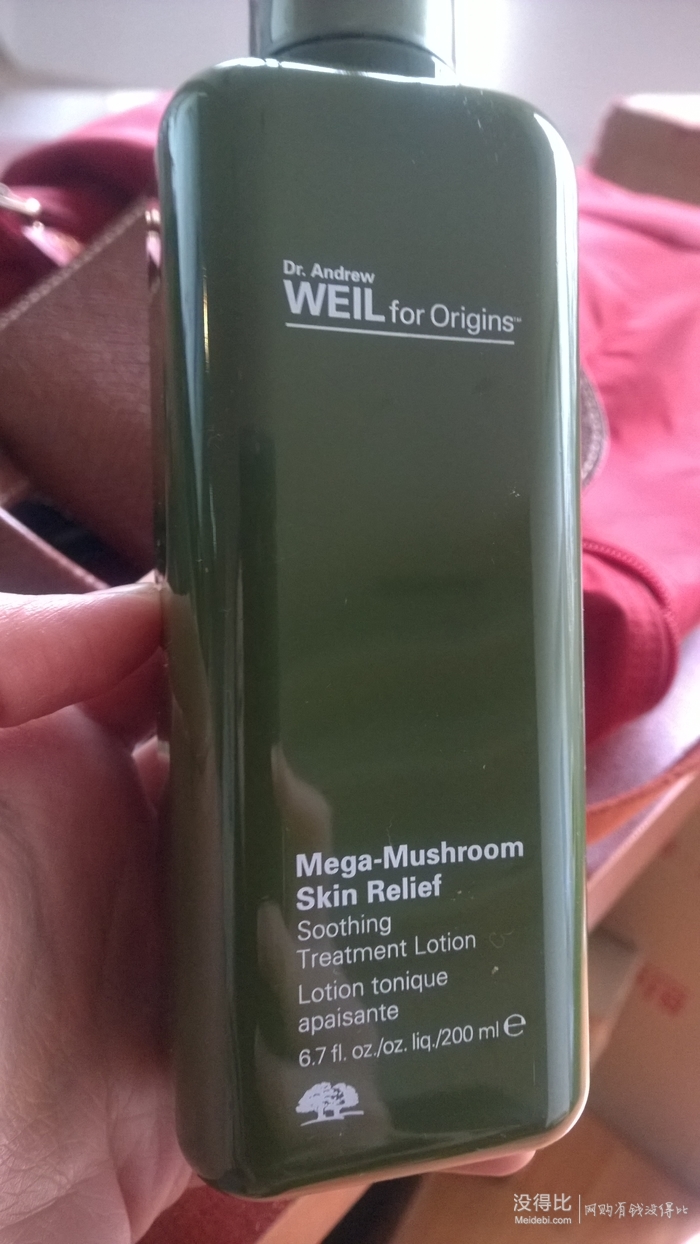 Dr. Andrew
WEIL for Origins™
Mega-Mushroom
Skin Relief
Soothing
Treatment Lotion
Lotion tonique
apaisante
6.7 fl. oz./oz. liq./200 ml ℮
没得比
Meidebi.com
网购有钱没得比